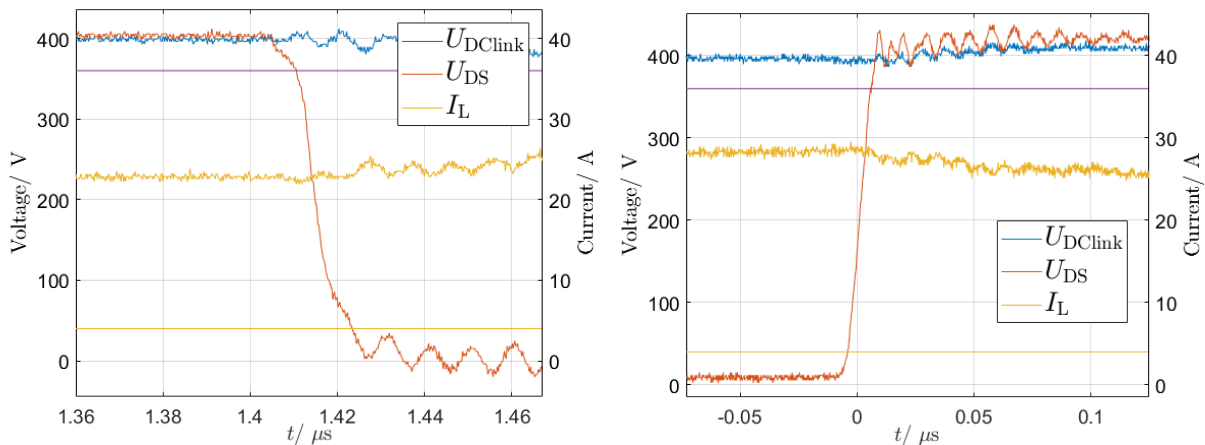 400
300
200
100
0
Voltage/ V
40
30
20
10
0
Current/ A
U_DClink
U_DS
I_L
1.36 1.38 1.4 1.42 1.44 1.46
t/ μs
400
300
200
100
0
Voltage/ V
40
30
20
10
0
Current/ A
U_DClink
U_DS
I_L
-0.05 0 0.05 0.1
t/ μs